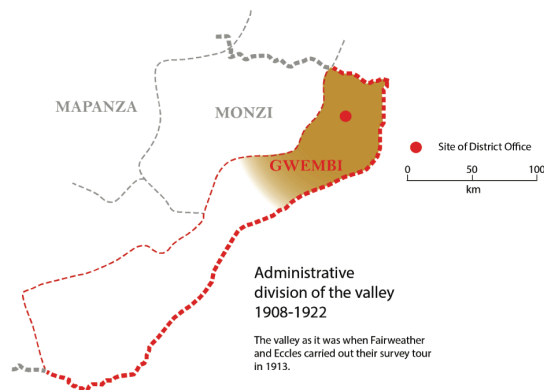 MAPANZA
MONZI
GWEMBI
Site of District Office
0 50 100
km
Administrative
division of the valley
1908-1922
The valley as it was when Fairweather
and Eccles carried out their survey tour
in 1913.